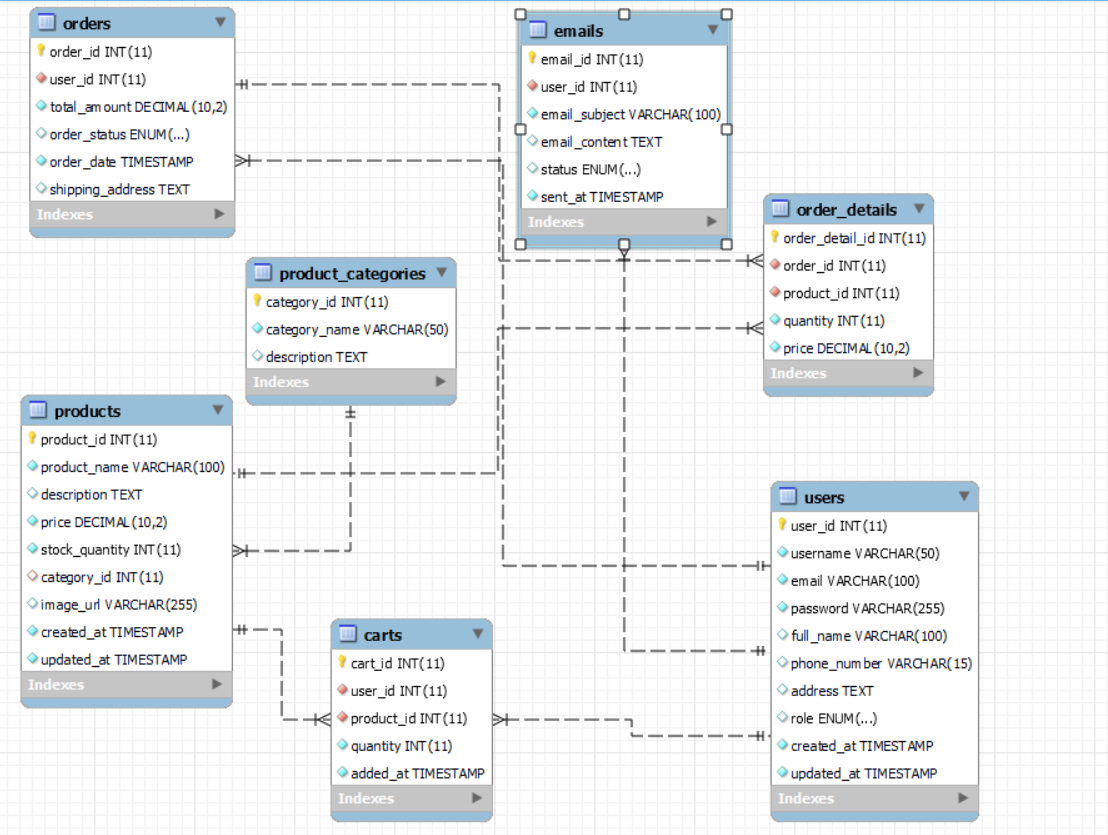 orders
order_id INT(11)
user_id INT(11)
total_amount DECIMAL(10,2)
order_status ENUM(...)
order_date TIMESTAMP
shipping_address TEXT
Indexes
emails
email_id INT(11)
user_id INT(11)
email_subject VARCHAR(100)
email_content TEXT
status ENUM(...)
sent_at TIMESTAMP
Indexes
order_details
order_detail_id INT(11)
order_id INT(11)
product_id INT(11)
quantity INT(11)
price DECIMAL(10,2)
Indexes
product_categories
category_id INT(11)
category_name VARCHAR(50)
description TEXT
Indexes
products
product_id INT(11)
product_name VARCHAR(100)
description TEXT
price DECIMAL(10,2)
stock_quantity INT(11)
category_id INT(11)
image_url VARCHAR(255)
created_at TIMESTAMP
updated_at TIMESTAMP
Indexes
carts
cart_id INT(11)
user_id INT(11)
product_id INT(11)
quantity INT(11)
added_at TIMESTAMP
Indexes
users
user_id INT(11)
username VARCHAR(50)
email VARCHAR(100)
password VARCHAR(255)
full_name VARCHAR(100)
phone_number VARCHAR(15)
address TEXT
role ENUM(...)
created_at TIMESTAMP
updated_at TIMESTAMP
Indexes